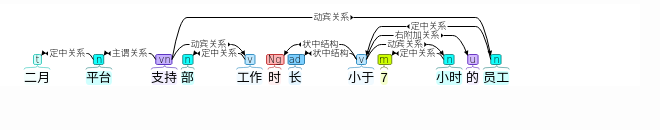 动宾关系
定中关系
右附加关系
动宾关系 状中结构 动宾关系
定中关系 主谓关系 定中关系 状中结构 定中关系
t n vn n v Ng ad v m n u n
二月 平台 支持 部 工作 时 长 小于 7 小时 的 员工